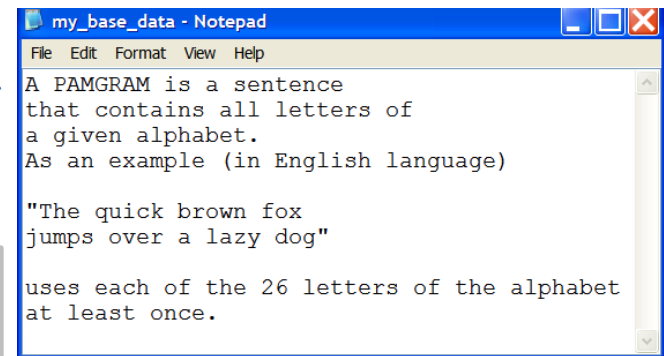 my_base_data - Notepad
File Edit Format View Help
A PAMGRAM is a sentence
that contains all letters of
a given alphabet.
As an example (in English language)
"The quick brown fox
jumps over a lazy dog"
uses each of the 26 letters of the alphabet
at least once.